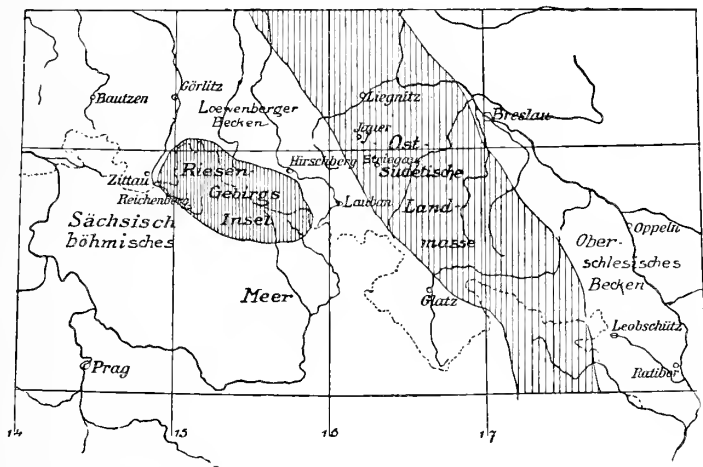 Bautzen
Görlitz
Loewenberger
Becken
Liegnitz
Jauer
Breslau
Ost-
sudetische
Land-
masse
Hirschberg
Striegau
Zittau
Riesen-
Gebirgs
Insel
Reichenberg
Lauban
Sächsisch
böhmisches
Meer
Glatz
Oppeln
Ober-
schlesisches
Becken
Leobschütz
Ratibor
Prag
14
15
16
17